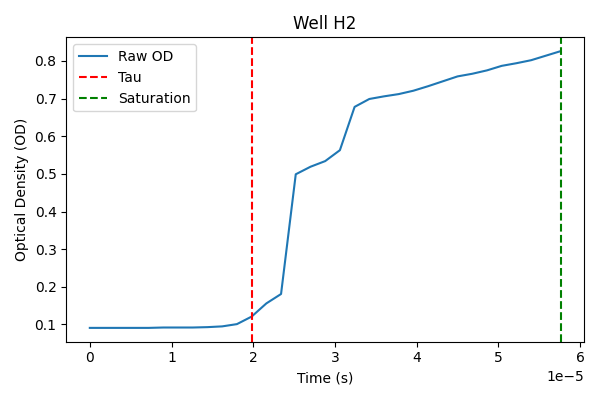 Well H2
Raw OD
Tau
Saturation
Optical Density (OD)
0.8
0.7
0.6
0.5
0.4
0.3
0.2
0.1
0 1 2 3 4 5 6
1e−5
Time (s)